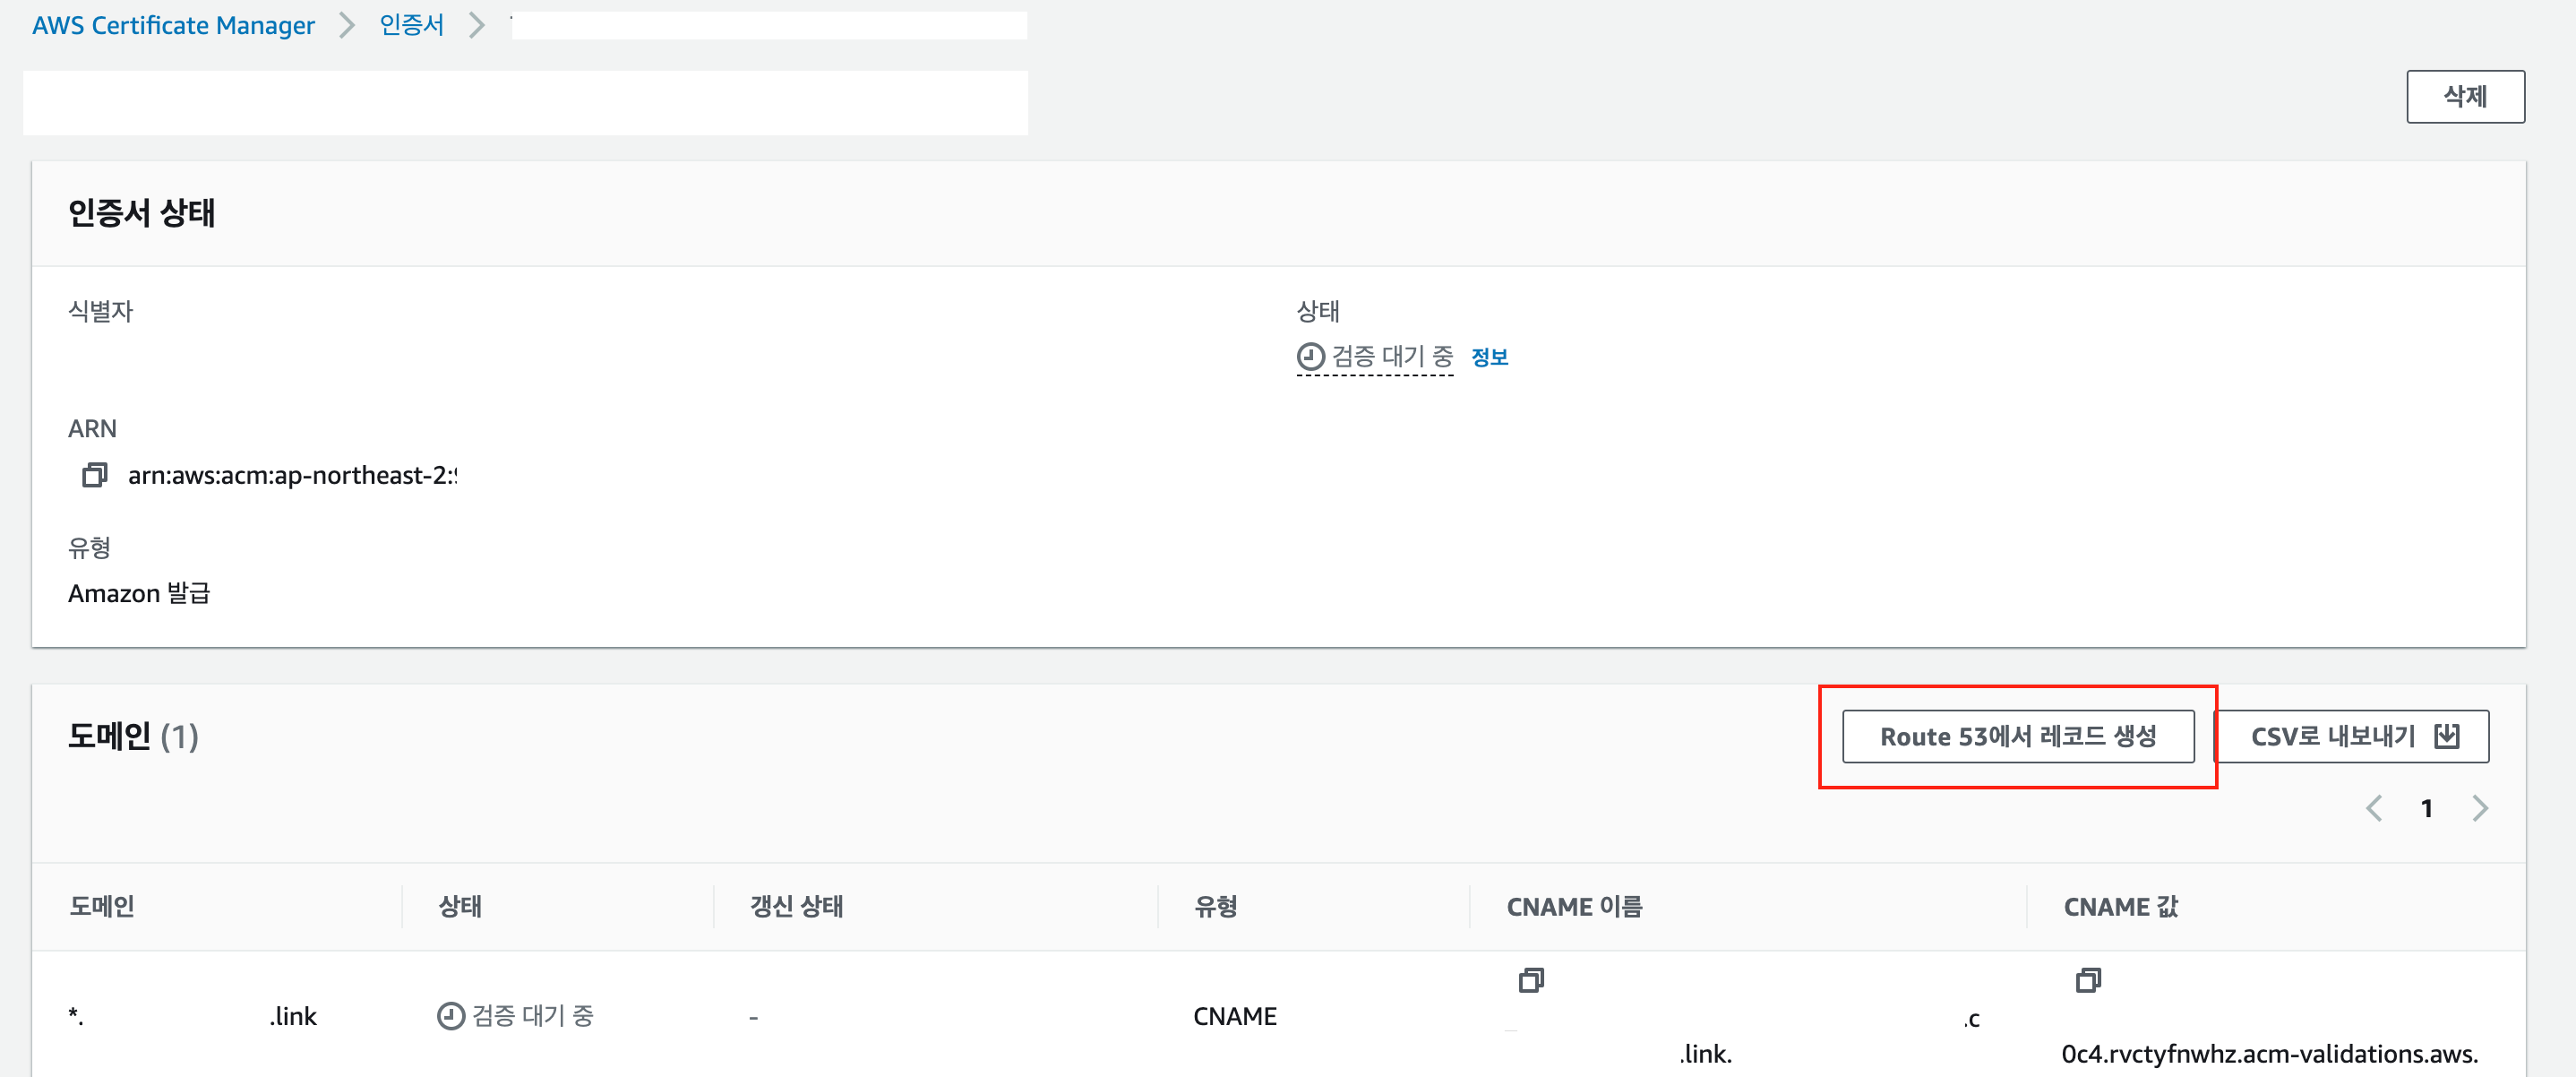 AWS Certificate Manager > 인증서 >
삭제
인증서 상태
식별자
상태
검증 대기 중 정보
ARN
arn:aws:acm:ap-northeast-2:
유형
Amazon 발급
도메인 (1)
Route 53에서 레코드 생성
CSV로 내보내기
1
도메인 상태 갱신 상태 유형 CNAME 이름 CNAME 값
*. .link 검증 대기 중 - CNAME .c
.link. 0c4.rvctyfnwhz.acm-validations.aws.